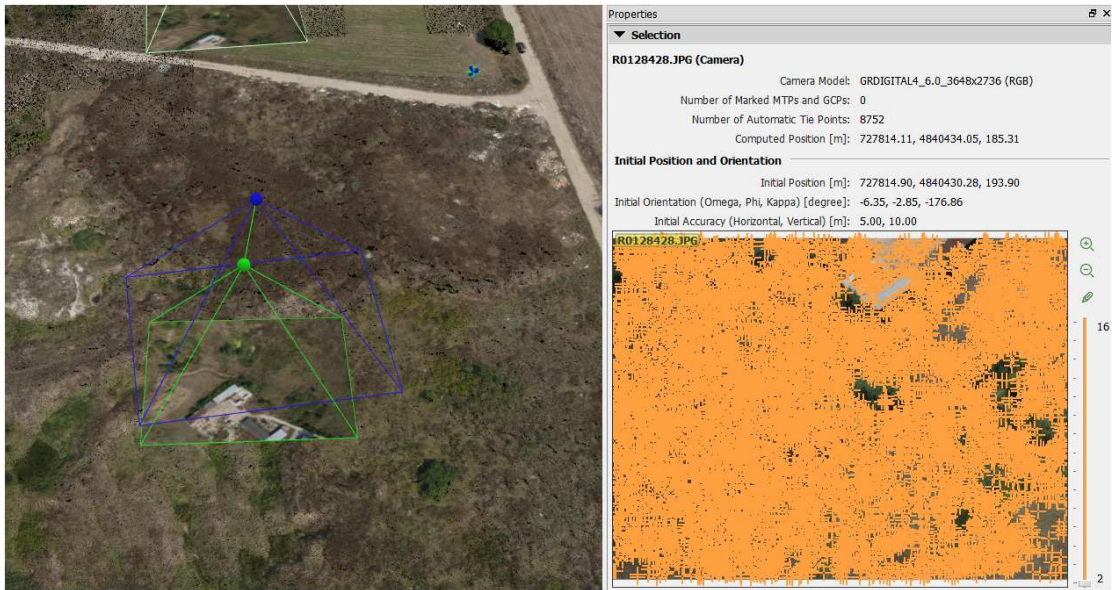 Properties
Selection
R0128428.JPG (Camera)
Camera Model: GRDIGITAL4_6.0_3648x2736 (RGB)
Number of Marked MTPs and GCPs: 0
Number of Automatic Tie Points: 8752
Computed Position [m]: 727814.11, 4840434.05, 185.31
Initial Position and Orientation
Initial Position [m]: 727814.90, 4840430.28, 193.90
Initial Orientation (Omega, Phi, Kappa) [degree]: -6.35, -2.85, -176.86
Initial Accuracy (Horizontal, Vertical) [m]: 5.00, 10.00
R0128428.JPG
16
2